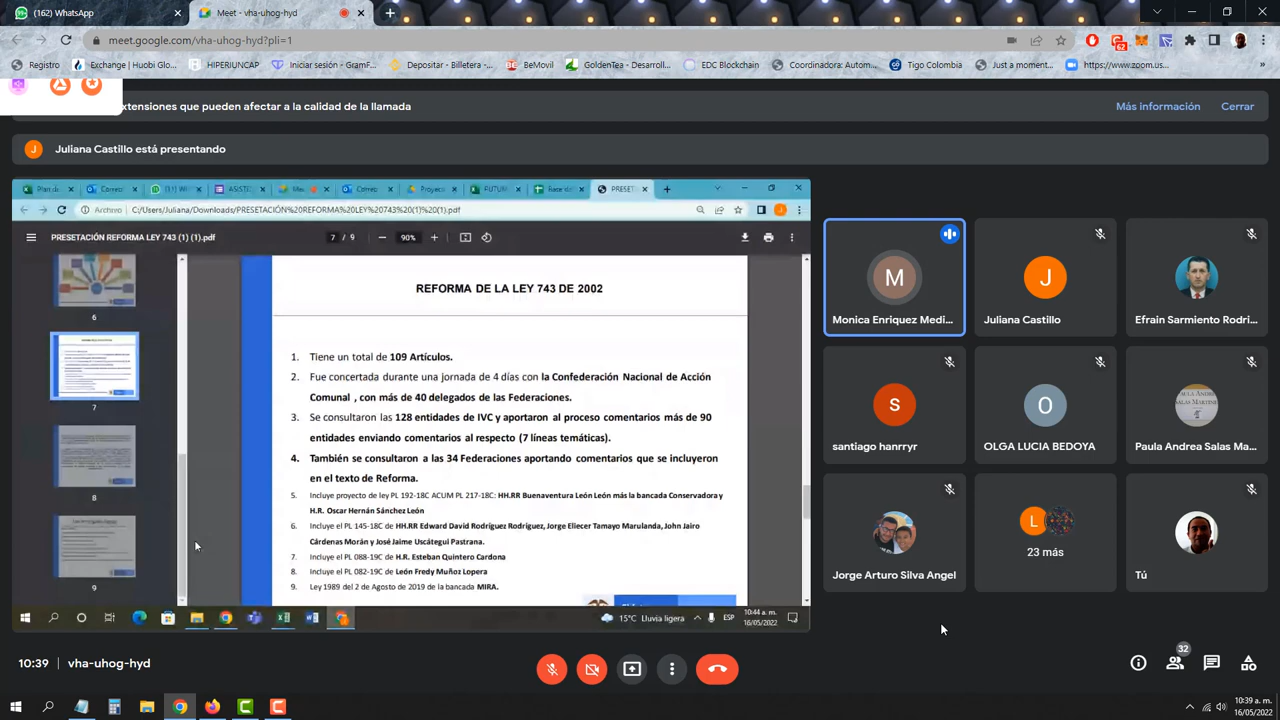 (162) WhatsApp
Meet - vha-uhog-hyd
meet.google.com/vha-uhog-hyd?pli=1
62
Registro
Exchange | Huobi Glo...
HIPERIUNCAP
Iniciar sesión - GramF...
Depositar - Billetera -...
BeMovil
GoldenTea - Desarroll...
EDC Blockchain
Coordinadora: Autom...
Tigo Colombia
Just a moment...
https://www.zoom.us...
xtensiones que pueden afectar a la calidad de la llamada
Más información
Cerrar
J
Juliana Castillo está presentando
Plan de
Correo
ASISTE
Mee
Correo
Proyecto
FUTUR
PRESET
Archivo
C:/Users/Juliana/Downloads/PRESETACIÓN%20REFORMA%20LEY%20743%20(1)%20(1).pdf
PRESETACIÓN REFORMA LEY 743 (1) (1).pdf
7 / 9
90%
6
7
8
9
REFORMA DE LA LEY 743 DE 2002
1. Tiene un total de 109 Artículos.
2. Fue concertada durante una jornada de 4 días con la Confederación Nacional de Acción
Comunal , con más de 40 delegados de las Federaciones.
3. Se consultaron las 128 entidades de IVC y aportaron al proceso comentarios más de 90
entidades enviando comentarios al respecto (7 líneas temáticas).
4. También se consultaron a las 34 Federaciones aportando comentarios que se incluyeron
en el texto de Reforma.
5. Incluye proyecto de ley PL 192-18C ACUM PL 217-18C: HH.RR Buenaventura León León más la bancada Conservadora y
H.R. Oscar Hernán Sánchez León
6. Incluye el PL 145-18C de HH.RR Edward David Rodríguez Rodríguez, Jorge Eliecer Tamayo Marulanda, John Jairo
Cárdenas Morán y José Jaime Uscátegui Pastrana.
7. Incluye el PL 088-19C de H.R. Esteban Quintero Cardona
8. Incluye el PL 082-19C de León Fredy Muñoz Lopera
9. Ley 1989 del 2 de Agosto de 2019 de la bancada MIRA.
15°C Lluvia ligera
ESP
10:44 a. m.
16/05/2022
M
Monica Enriquez Medi...
J
Juliana Castillo
Efrain Sarmiento Rodri...
S
santiago hanrryr
O
OLGA LUCIA BEDOYA
Paula Andrea Salas Ma...
Jorge Arturo Silva Angel
L
23 más
Tú
10:39 | vha-uhog-hyd
32
10:39 a. m.
16/05/2022